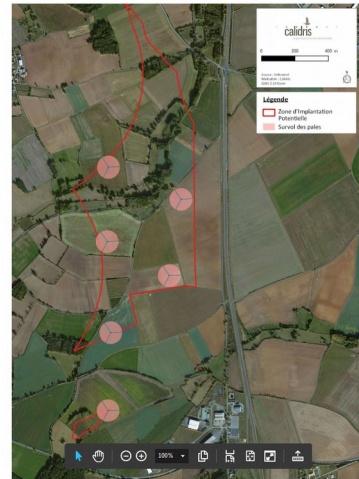 calidris
0 200 400 m
Légende
Zone d'Implantation
Potentielle
Survol des pales
100%